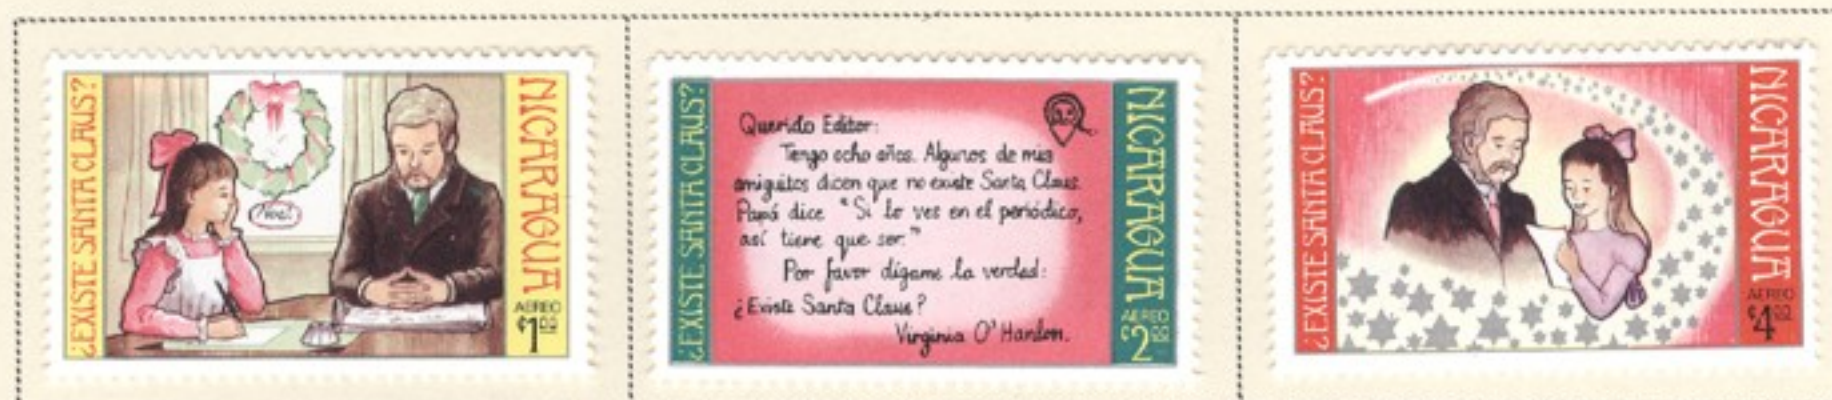 ¿EXISTE SANTA CLAUS?
Noel
NICARAGUA
AEREO
¢1.00
¿EXISTE SANTA CLAUS?
Querido Editor:
Tengo ocho años. Algunos de mis
amiguitos dicen que no existe Santa Claus.
Papá dice "Si lo ves en el periódico,
así tiene que ser."
Por favor dígame la verdad:
¿Existe Santa Claus?
Virginia O'Hanlon.
NICARAGUA
AEREO
¢2.00
¿EXISTE SANTA CLAUS?
NICARAGUA
AEREO
¢4.00